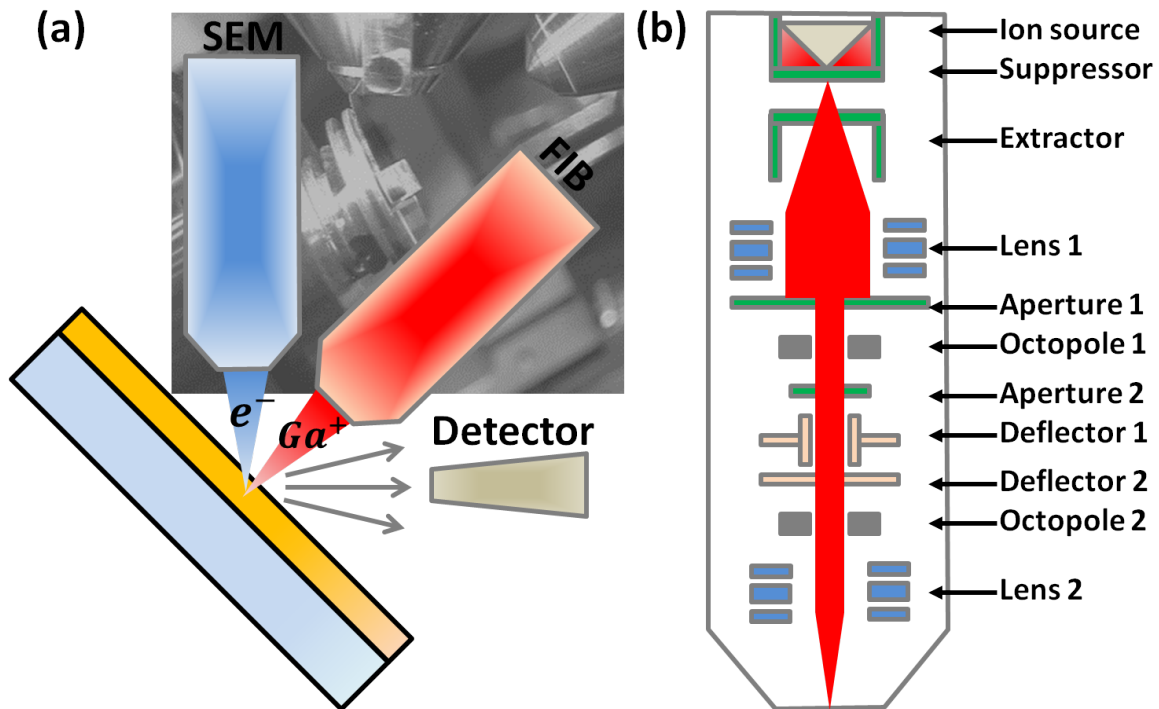 (a)
SEM
FIB
e⁻
Ga⁺
Detector
(b)
Ion source
Suppressor
Extractor
Lens 1
Aperture 1
Octopole 1
Aperture 2
Deflector 1
Deflector 2
Octopole 2
Lens 2